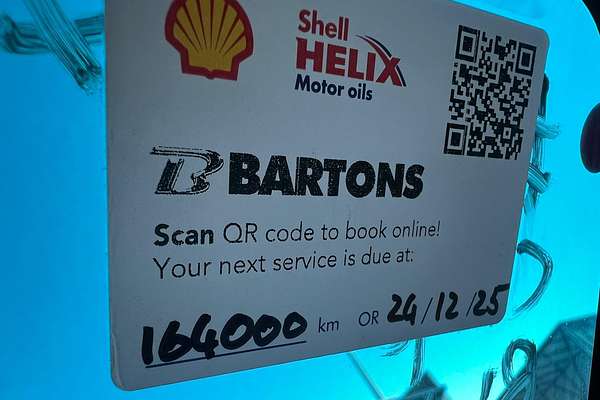 Shell
HELIX
Motor oils
B BARTONS
Scan QR code to book online!
Your next service is due at:
164000 km OR 24/12/25